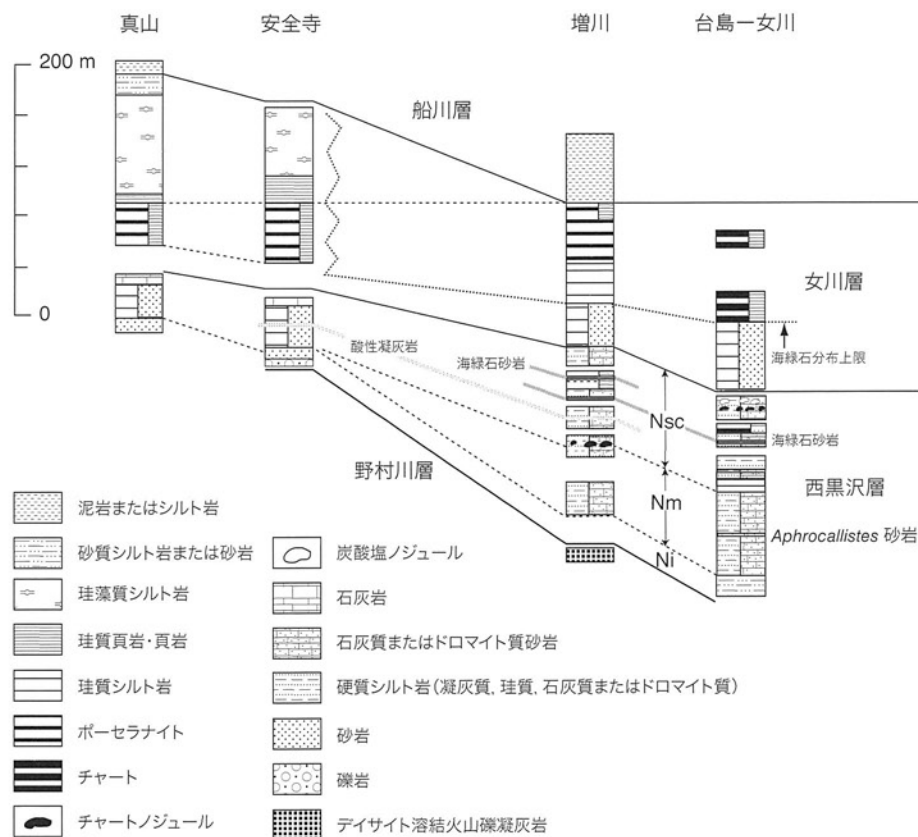 真山
安全寺
増川
台島ー女川
200 m
0
船川層
女川層
海緑石分布上限
酸性凝灰岩
海緑石砂岩
海緑石砂岩
Nsc
Nm
Ni
野村川層
西黒沢層
Aphrocallistes 砂岩
泥岩またはシルト岩
砂質シルト岩または砂岩
珪藻質シルト岩
珪質頁岩・頁岩
珪質シルト岩
ポーセラナイト
チャート
チャートノジュール
炭酸塩ノジュール
石灰岩
石灰質またはドロマイト質砂岩
硬質シルト岩(凝灰質, 珪質, 石灰質またはドロマイト質)
砂岩
礫岩
デイサイト溶結火山礫凝灰岩